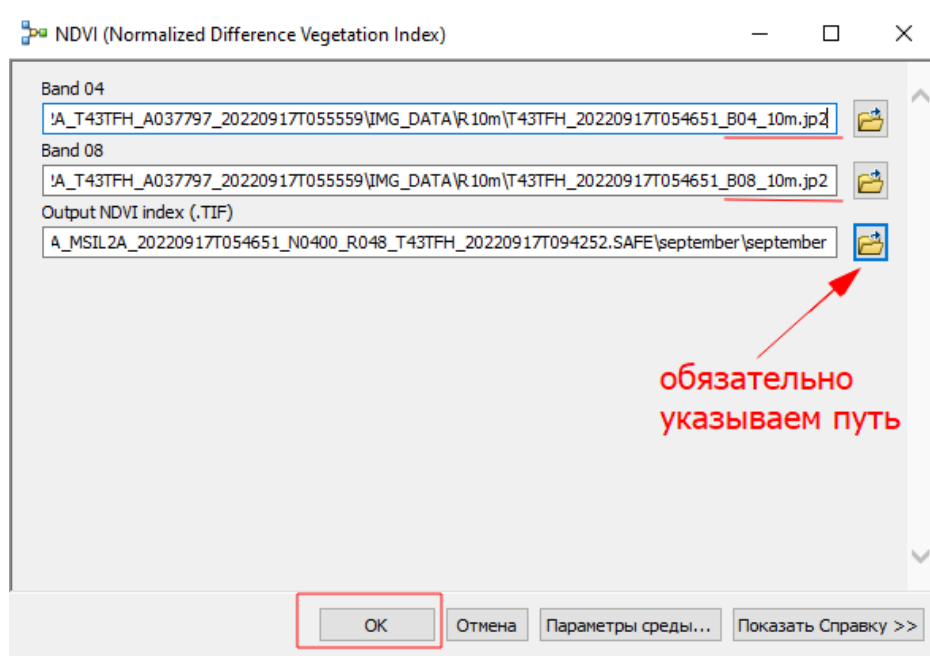 NDVI (Normalized Difference Vegetation Index)
Band 04
!A_T43TFH_A037797_20220917T055559\IMG_DATA\R10m\T43TFH_20220917T054651_B04_10m.jp2
Band 08
!A_T43TFH_A037797_20220917T055559\IMG_DATA\R10m\T43TFH_20220917T054651_B08_10m.jp2
Output NDVI index (.TIF)
A_MSIL2A_20220917T054651_N0400_R048_T43TFH_20220917T094252.SAFE\september\september
обязательно
указываем путь
OK
Отмена
Параметры среды...
Показать Справку >>